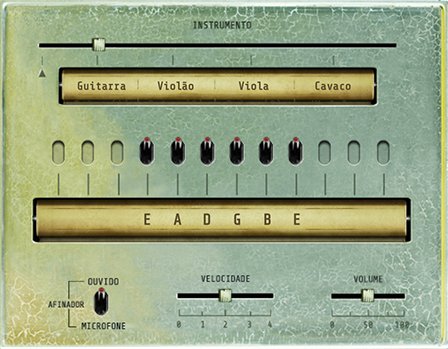 INSTRUMENTO
Guitarra Violão Viola Cavaco
E A D G B E
OUVIDO
AFINADOR
MICROFONE
VELOCIDADE
0 1 2 3 4
VOLUME
0 50 100